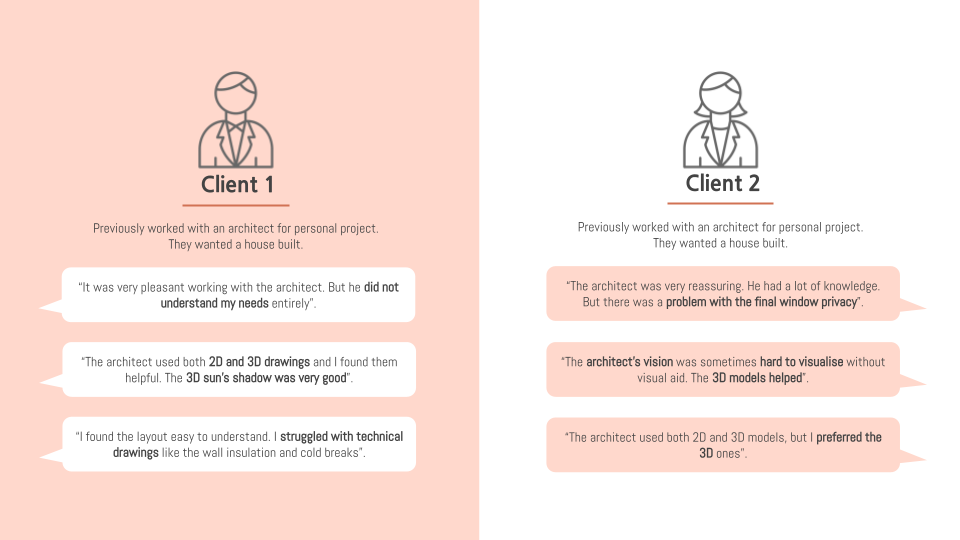 Client 1
Previously worked with an architect for personal project.
They wanted a house built.
“It was very pleasant working with the architect. But he did not
understand my needs entirely”.
“The architect used both 2D and 3D drawings and I found them
helpful. The 3D sun’s shadow was very good”.
“I found the layout easy to understand. I struggled with technical
drawings like the wall insulation and cold breaks”.
Client 2
Previously worked with an architect for personal project.
They wanted a house built.
“The architect was very reassuring. He had a lot of knowledge.
But there was a problem with the final window privacy”.
“The architect’s vision was sometimes hard to visualise without
visual aid. The 3D models helped”.
“The architect used both 2D and 3D models, but I preferred the
3D ones”.